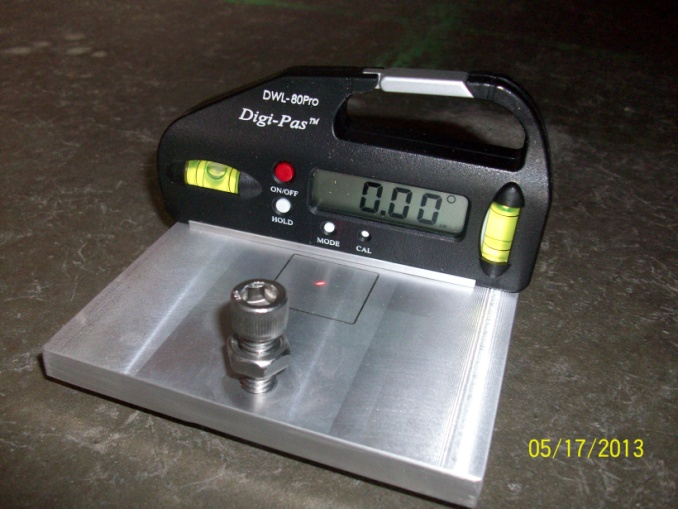 DWL-80Pro
Digi-Pas™
ON/OFF
HOLD
MODE
CAL
0.00°
05/17/2013